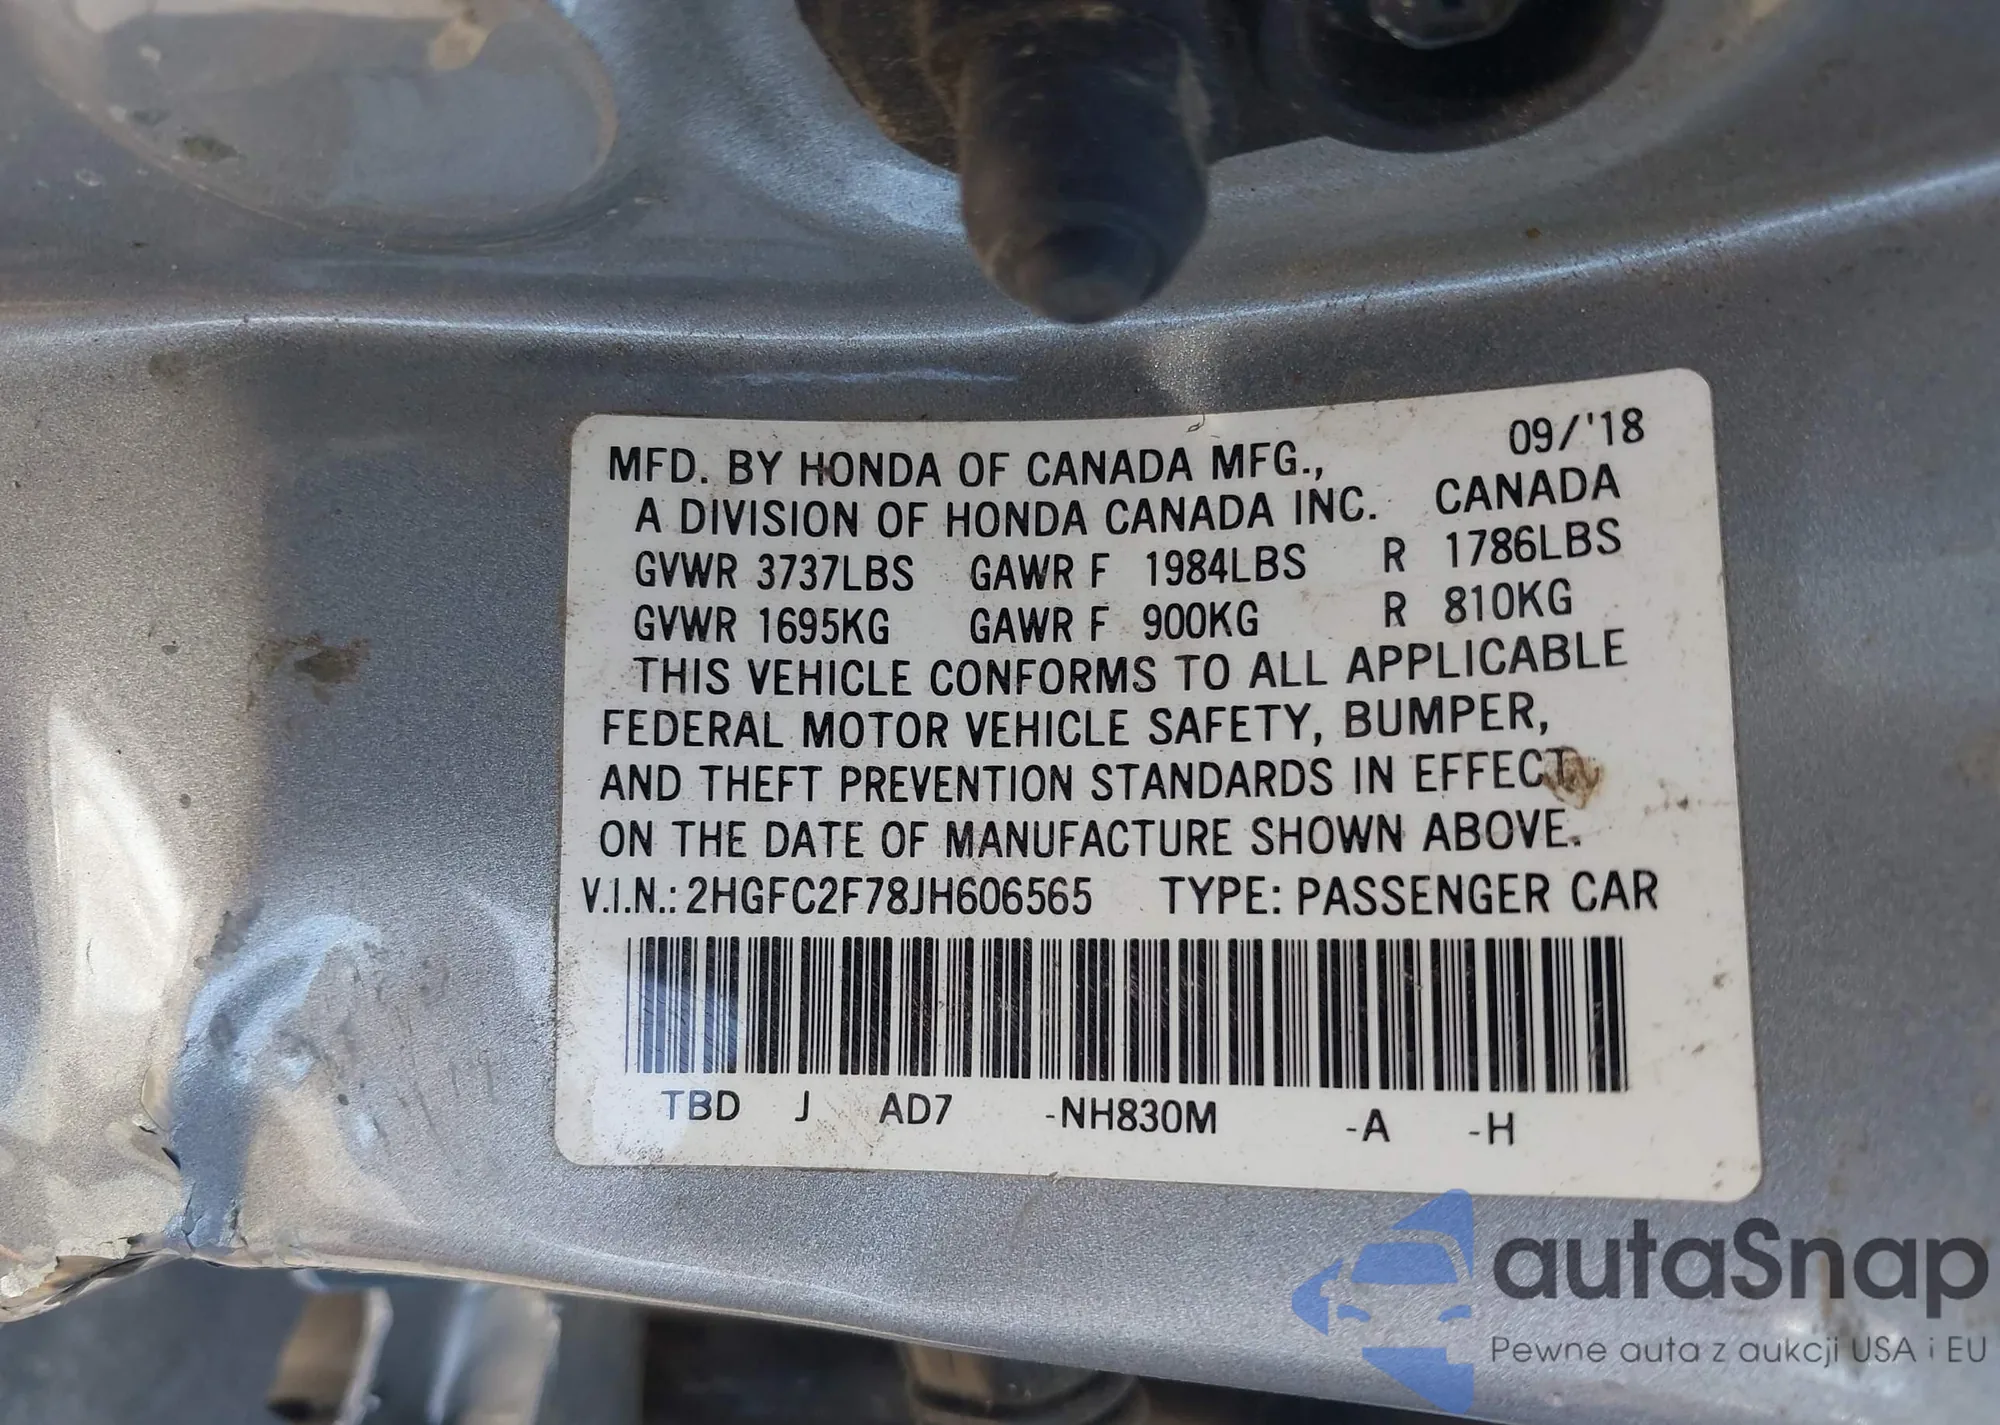 09/'18
MFD. BY HONDA OF CANADA MFG.,
A DIVISION OF HONDA CANADA INC. CANADA
GVWR 3737LBS GAWR F 1984LBS R 1786LBS
GVWR 1695KG GAWR F 900KG R 810KG
THIS VEHICLE CONFORMS TO ALL APPLICABLE
FEDERAL MOTOR VEHICLE SAFETY, BUMPER,
AND THEFT PREVENTION STANDARDS IN EFFECT
ON THE DATE OF MANUFACTURE SHOWN ABOVE.
V.I.N.: 2HGFC2F78JH606565 TYPE: PASSENGER CAR
TBD J AD7 -NH830M -A -H
autaSnap
Pewne auta z aukcji USA i EU